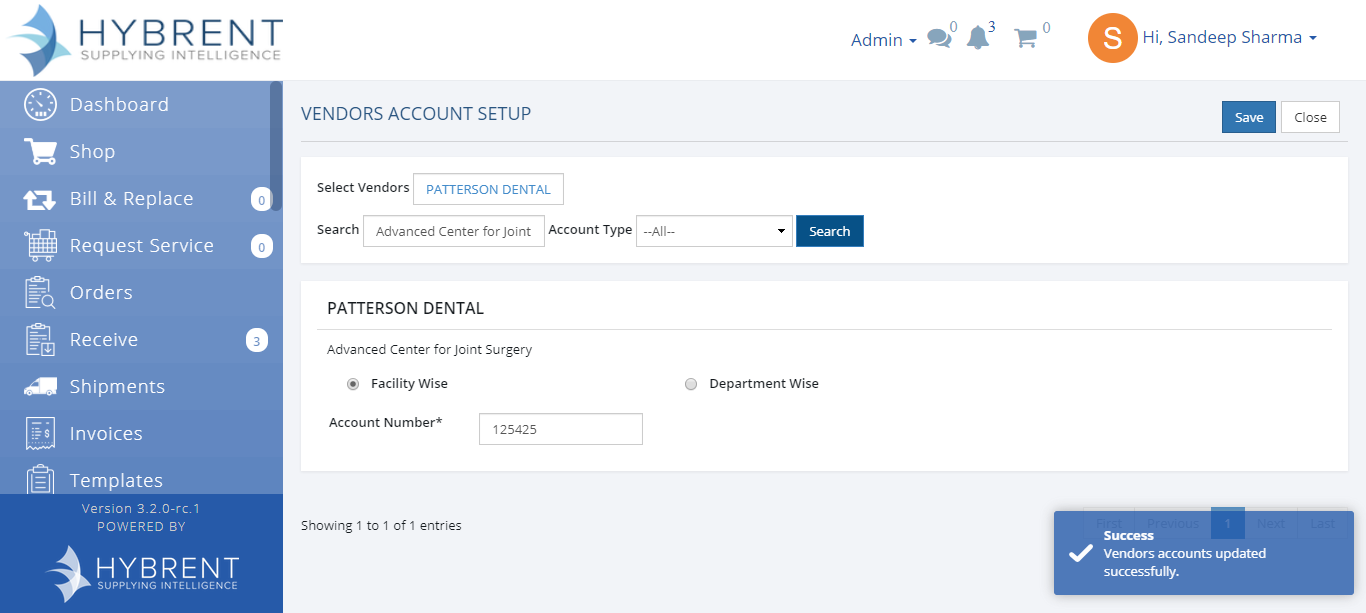 HYBRENT
SUPPLYING INTELLIGENCE
Admin
0
3
0
S
Hi, Sandeep Sharma
Dashboard
Shop
Bill & Replace 0
Request Service 0
Orders
Receive 3
Shipments
Invoices
Templates
Version 3.2.0-rc.1
POWERED BY
HYBRENT
SUPPLYING INTELLIGENCE
VENDORS ACCOUNT SETUP
Save Close
Select Vendors PATTERSON DENTAL
Search Advanced Center for Joint Account Type --All-- Search
PATTERSON DENTAL
Advanced Center for Joint Surgery
Facility Wise Department Wise
Account Number* 125425
Showing 1 to 1 of 1 entries
First Previous 1 Next Last
Success
Vendors accounts updated
successfully.